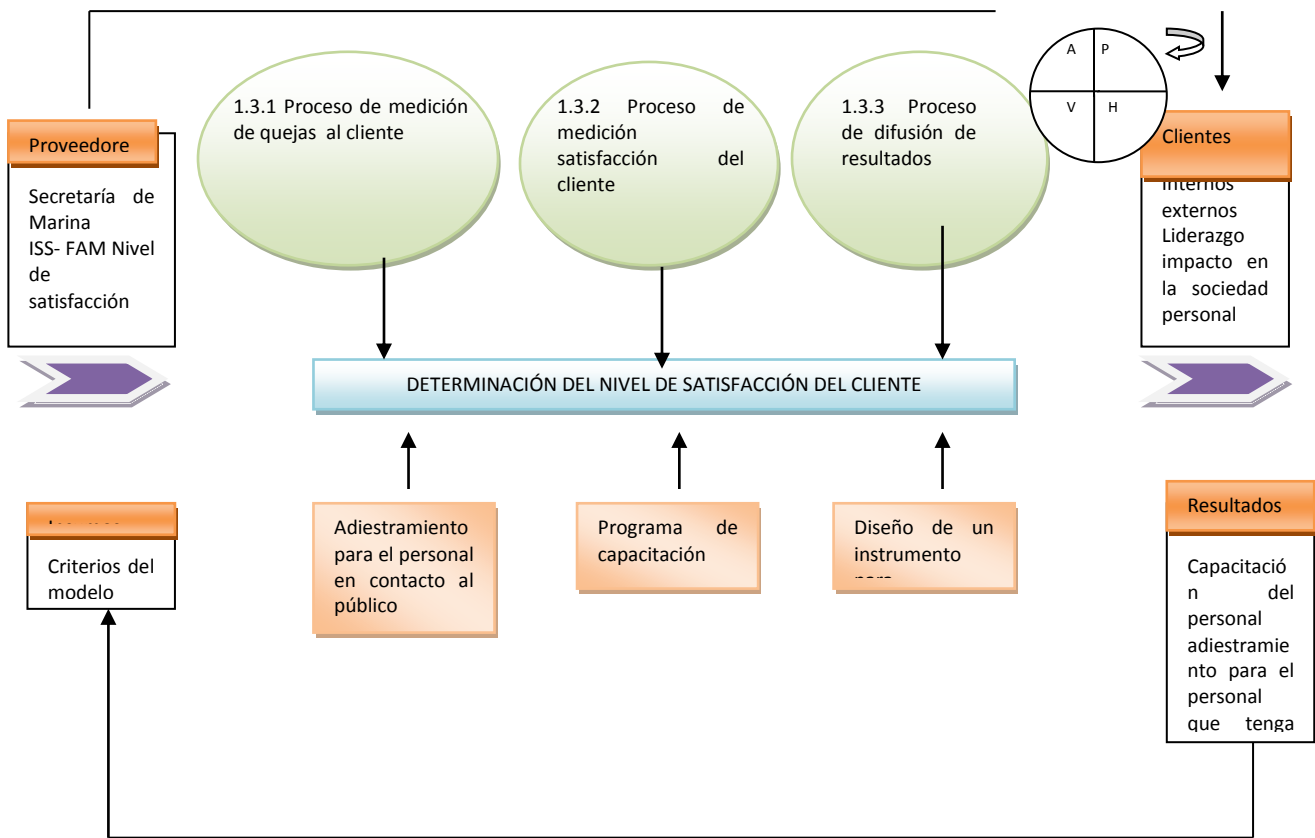 A P
V H
1.3.1 Proceso de medición
de quejas al cliente
1.3.2 Proceso de
medición
satisfacción del
cliente
1.3.3 Proceso
de difusión de
resultados
Proveedore
Secretaría de
Marina
ISS- FAM Nivel
de
satisfacción
Clientes
Internos
externos
Liderazgo
impacto en
la sociedad
personal
DETERMINACIÓN DEL NIVEL DE SATISFACCIÓN DEL CLIENTE
Criterios del
modelo
Adiestramiento
para el personal
en contacto al
público
Programa de
capacitación
Diseño de un
instrumento
para
Resultados
Capacitació
n del
personal
adiestramie
nto para el
personal
que tenga